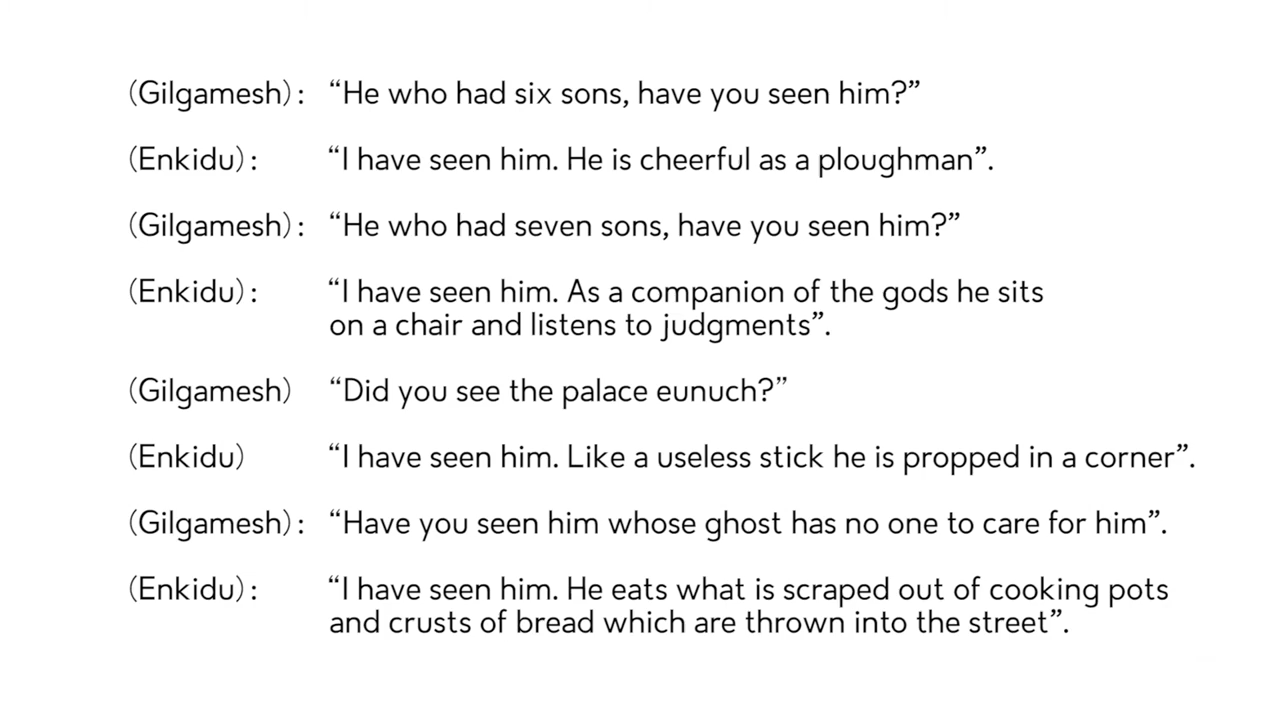 (Gilgamesh): “He who had six sons, have you seen him?”
(Enkidu): “I have seen him. He is cheerful as a ploughman”.
(Gilgamesh): “He who had seven sons, have you seen him?”
(Enkidu): “I have seen him. As a companion of the gods he sits
on a chair and listens to judgments”.
(Gilgamesh) “Did you see the palace eunuch?”
(Enkidu) “I have seen him. Like a useless stick he is propped in a corner”.
(Gilgamesh): “Have you seen him whose ghost has no one to care for him”.
(Enkidu): “I have seen him. He eats what is scraped out of cooking pots
and crusts of bread which are thrown into the street”.